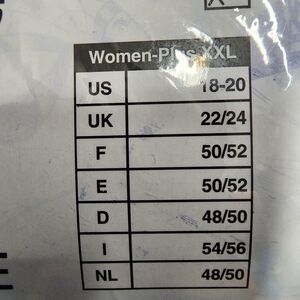 Women-Plus XXL
US 18-20
UK 22/24
F 50/52
E 50/52
D 48/50
I 54/56
NL 48/50
E